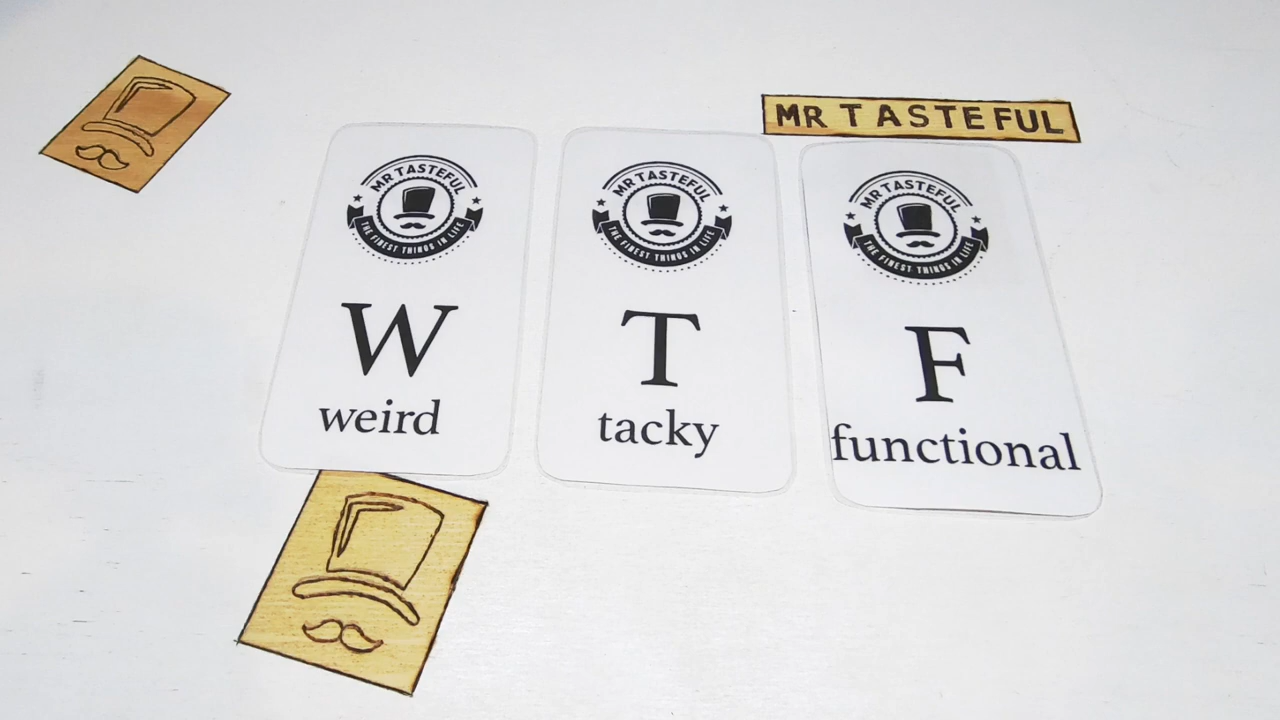 MR TASTEFUL
MR TASTEFUL
THE FINEST THINGS IN LIFE
W
weird
MR TASTEFUL
THE FINEST THINGS IN LIFE
T
tacky
MR TASTEFUL
THE FINEST THINGS IN LIFE
F
functional